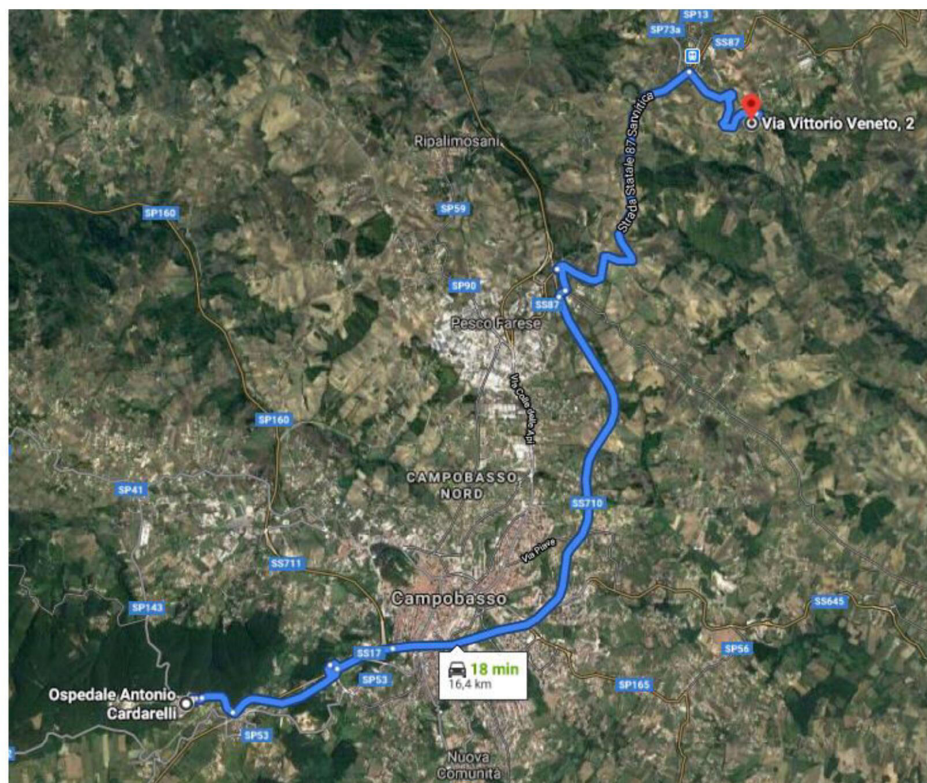 SP13
SP73a
SS87
Via Vittorio Veneto, 2
Ripalimosani
Strada Statale 87 Sannitica
SP59
SP160
SP90
SS87
Pesco Farese
Via Colle delle Api
SP160
CAMPOBASSO
NORD
SP41
SS710
Via Piave
SS711
Campobasso
SS645
SP143
SP56
SS17
18 min
16,4 km
SP53
SP165
Ospedale Antonio
Cardarelli
SP53
Nuova
Comunità